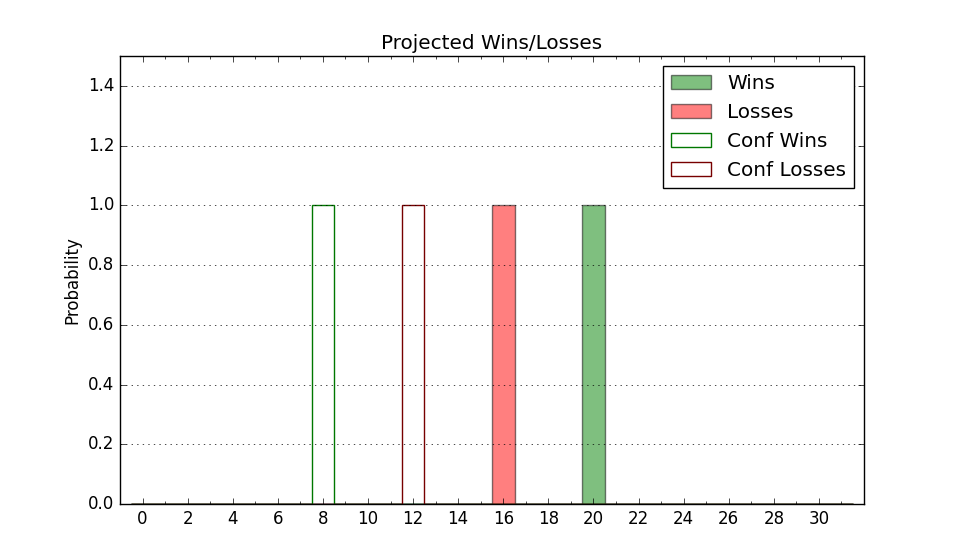 Projected Wins/Losses
Wins
Losses
Conf Wins
Conf Losses
Probability
1.4
1.2
1.0
0.8
0.6
0.4
0.2
0.0
0 2 4 6 8 10 12 14 16 18 20 22 24 26 28 30